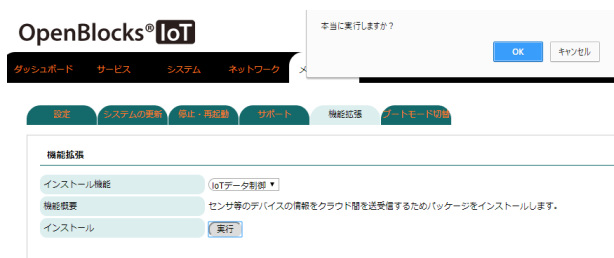 OpenBlocks® IoT
本当に実行しますか？
OK キャンセル
ダッシュボード サービス システム ネットワーク
設定 システムの更新 停止・再起動 サポート 機能拡張 ブートモード切替
機能拡張
インストール機能 IoTデータ制御
機能概要 センサ等のデバイスの情報をクラウド間を送受信するためパッケージをインストールします。
インストール 実行